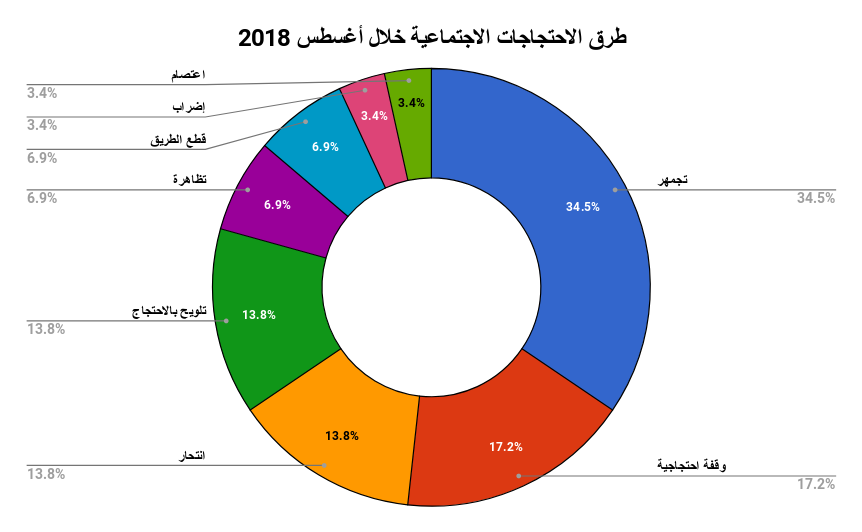 طرق الاحتجاجات الاجتماعية خلال أغسطس 2018
اعتصام
3.4%
إضراب
3.4%
قطع الطريق
6.9%
تظاهرة
6.9%
تلويح بالاحتجاج
13.8%
انتحار
13.8%
تجمهر
34.5%
وقفة احتجاجية
17.2%
3.4%
3.4%
6.9%
6.9%
13.8%
13.8%
34.5%
17.2%